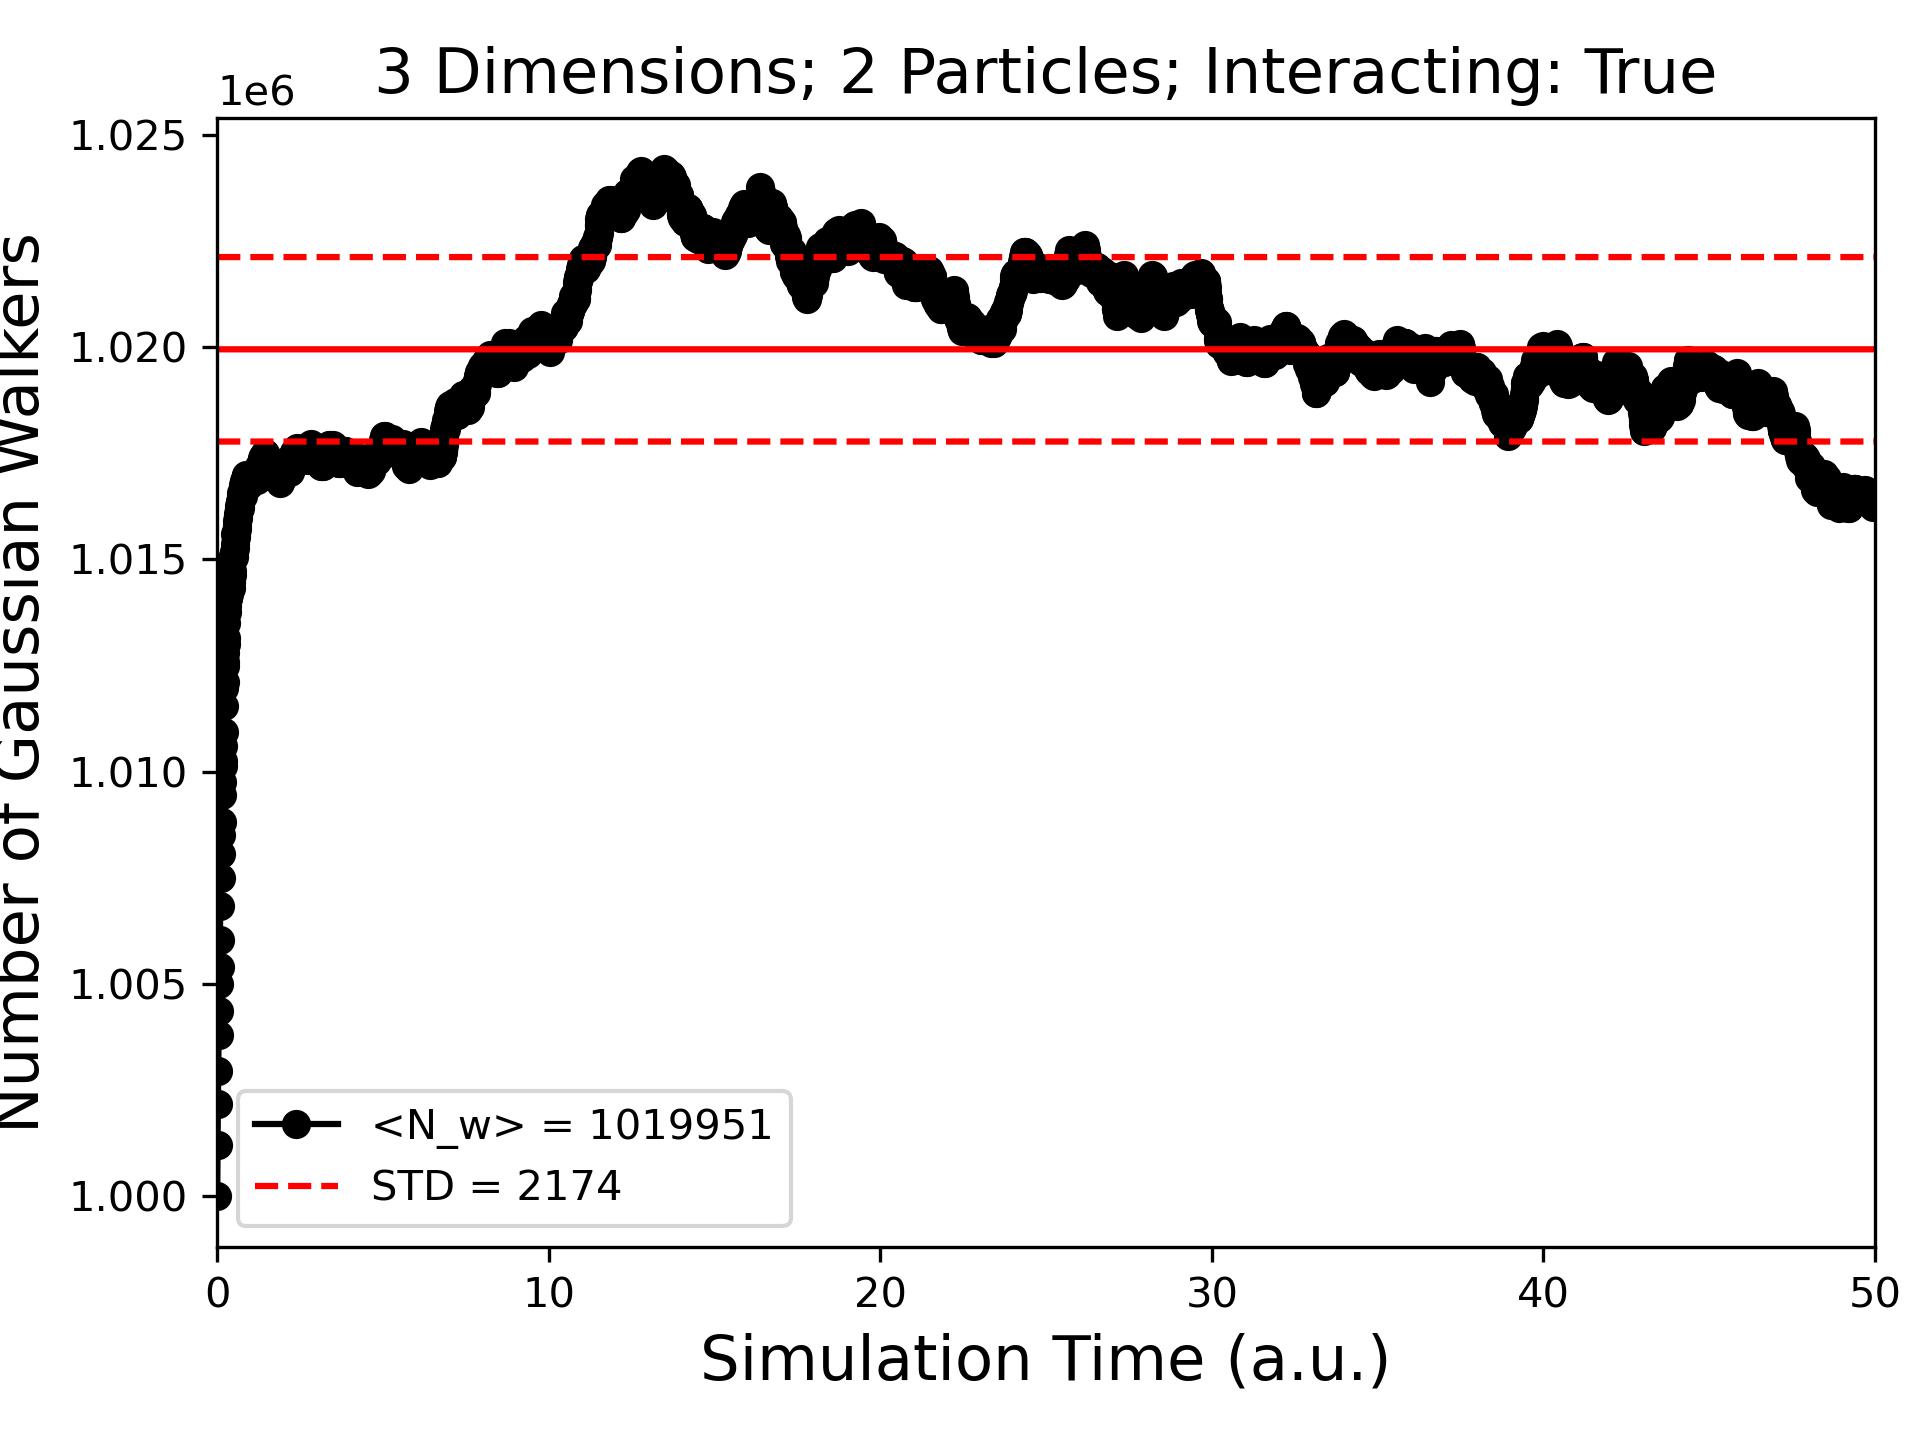 3 Dimensions; 2 Particles; Interacting: True
1e6
1.025
1.020
1.015
1.010
1.005
1.000
Number of Gaussian Walkers
<N_w> = 1019951
STD = 2174
0 10 20 30 40 50
Simulation Time (a.u.)